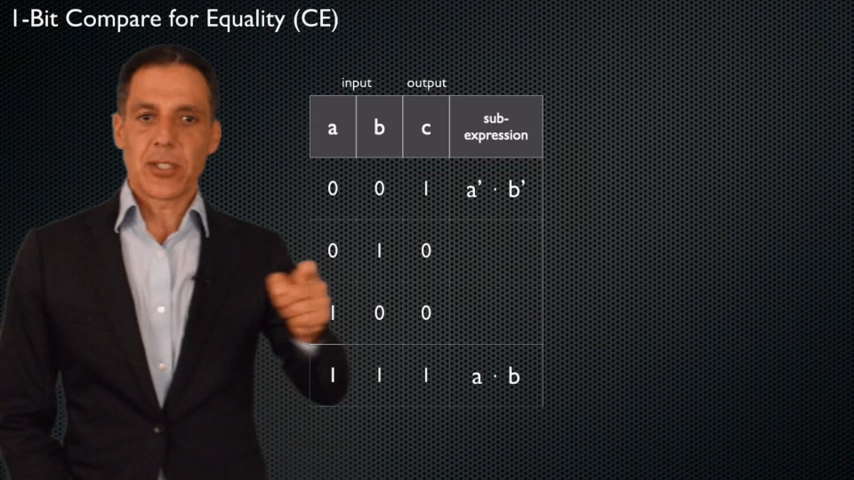 1-Bit Compare for Equality (CE)
input output
a b c sub-
expression
0 0 1 a' · b'
0 1 0
1 0 0
1 1 1 a · b